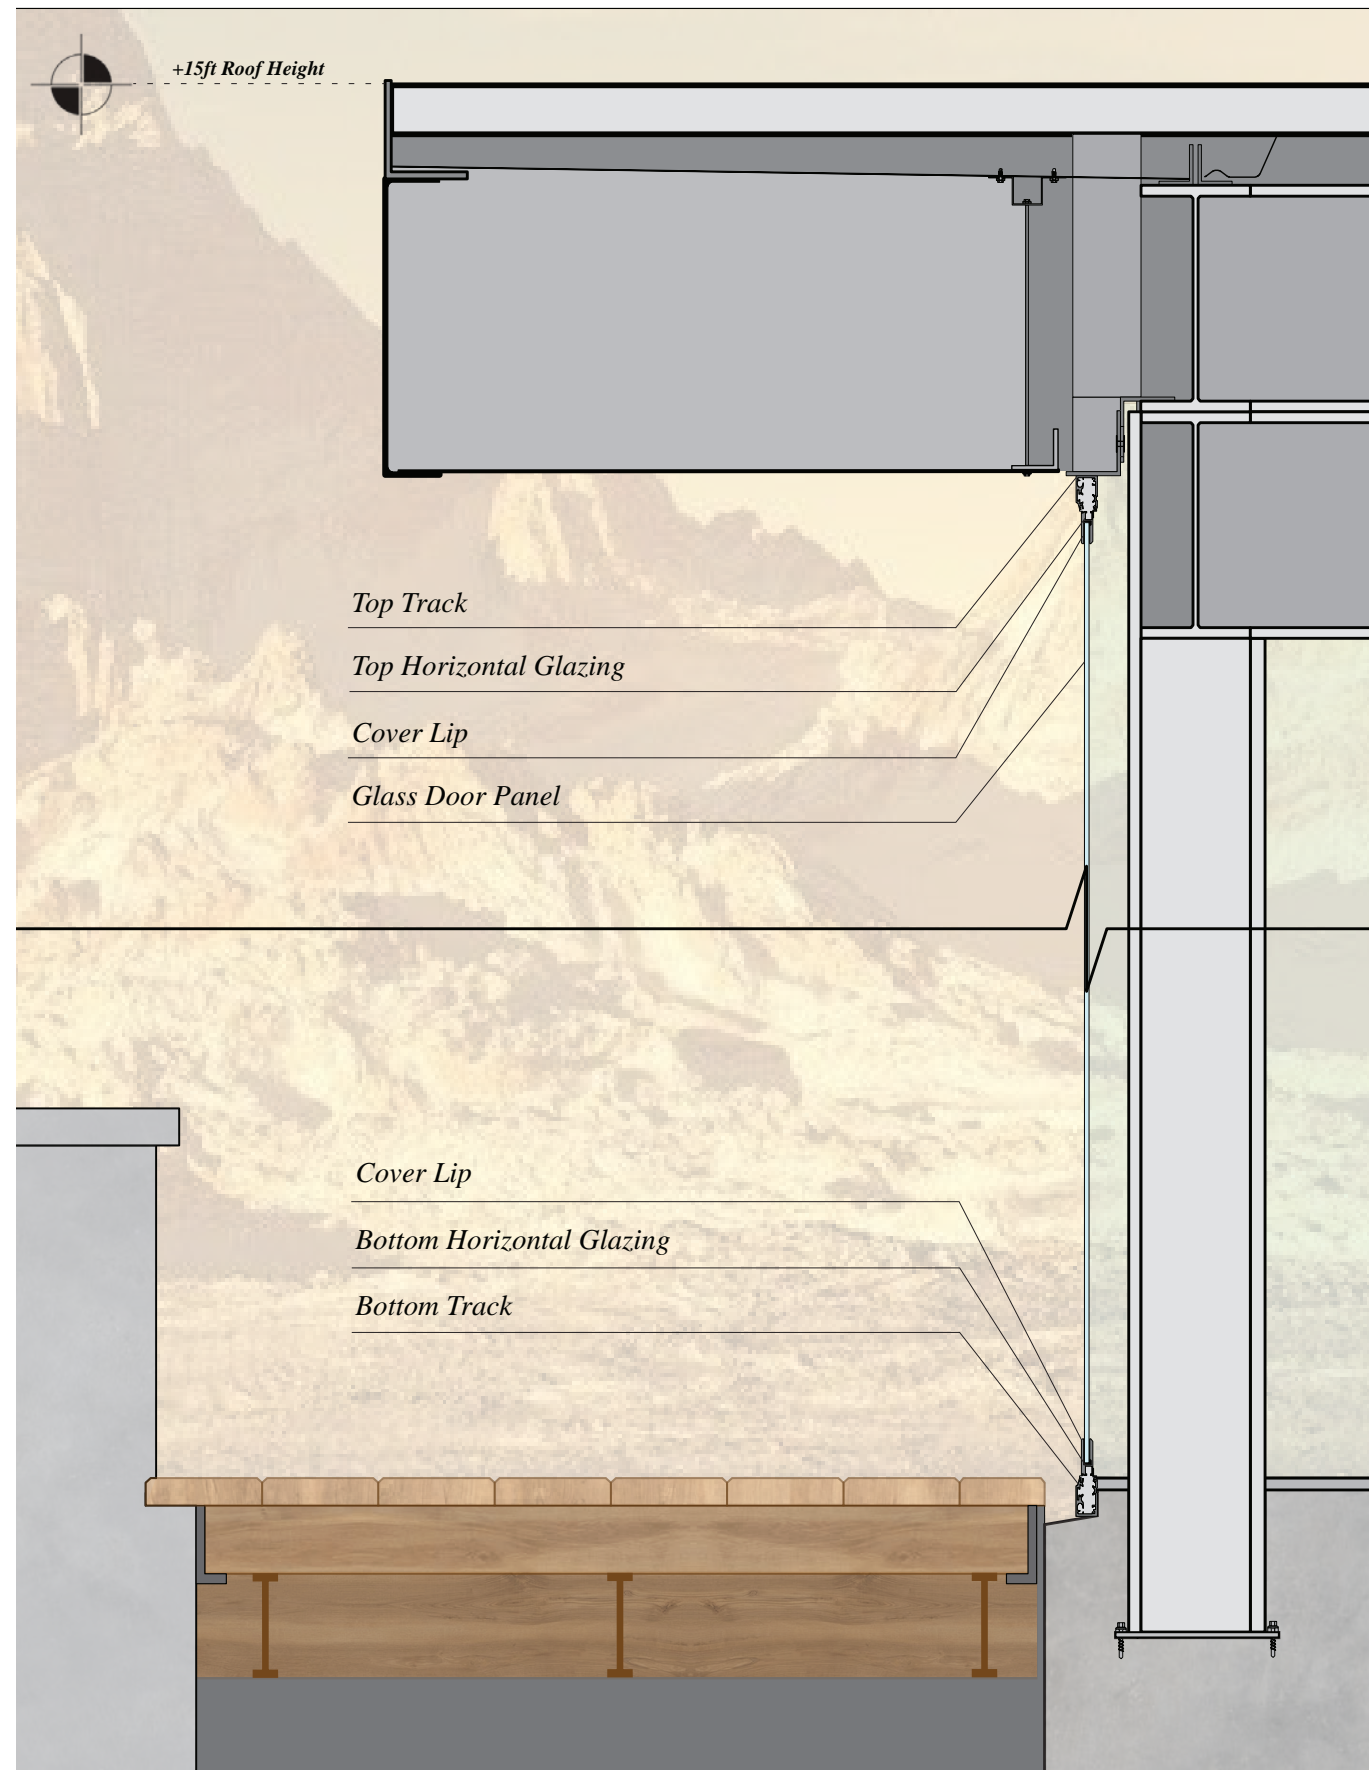 +15ft Roof Height
Top Track
Top Horizontal Glazing
Cover Lip
Glass Door Panel
Cover Lip
Bottom Horizontal Glazing
Bottom Track